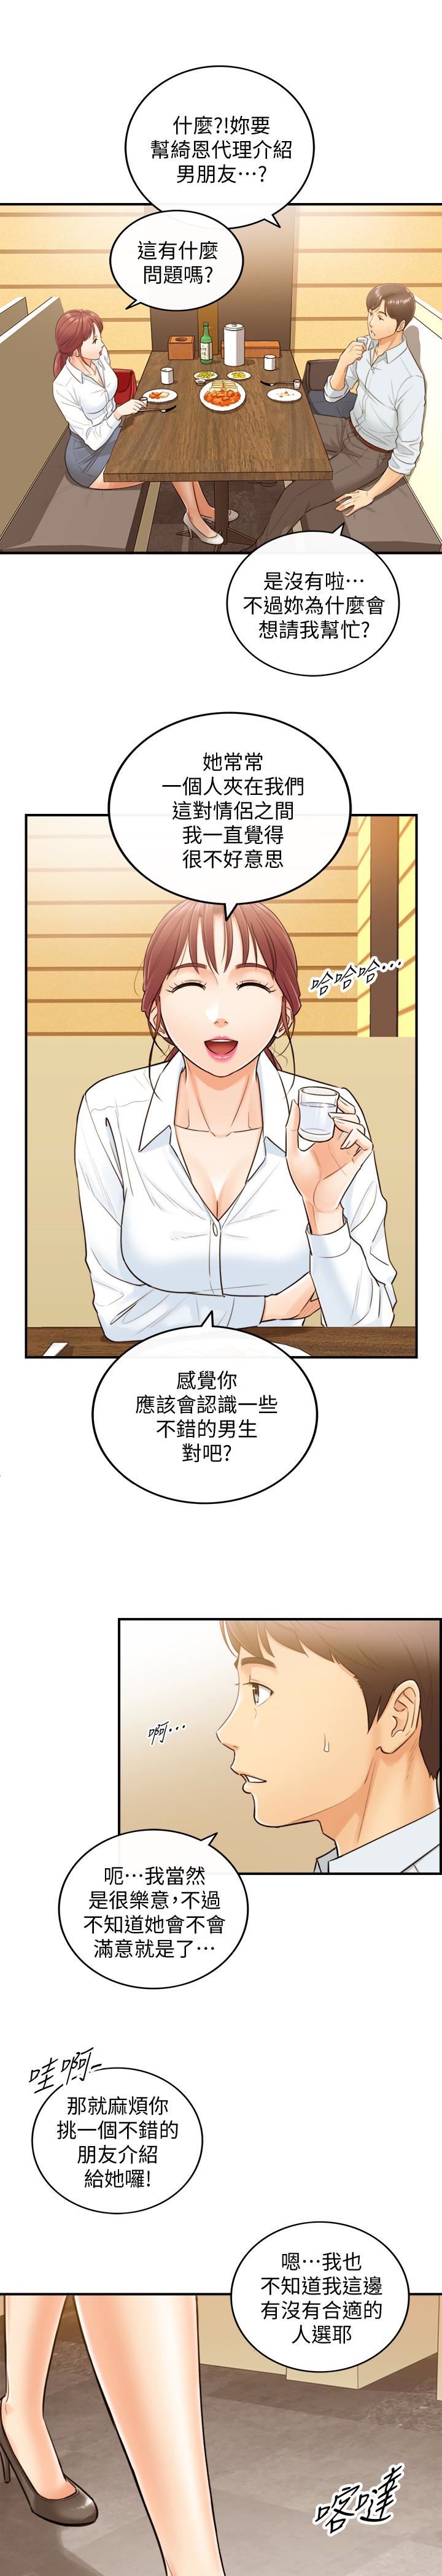 什麼?!妳要
幫綺恩代理介紹
男朋友…?
這有什麼
問題嗎?
是沒有啦…
不過妳為什麼會
想請我幫忙?
她常常
一個人夾在我們
這對情侶之間
我一直覺得
很不好意思
哈哈哈…
感覺你
應該會認識一些
不錯的男生
對吧?
啊…
呃…我當然
是很樂意,不過
不知道她會不會
滿意就是了…
哇啊-
那就麻煩你
挑一個不錯的
朋友介紹
給她囉!
嗯…我也
不知道我這邊
有沒有合適的
人選耶
喀噠